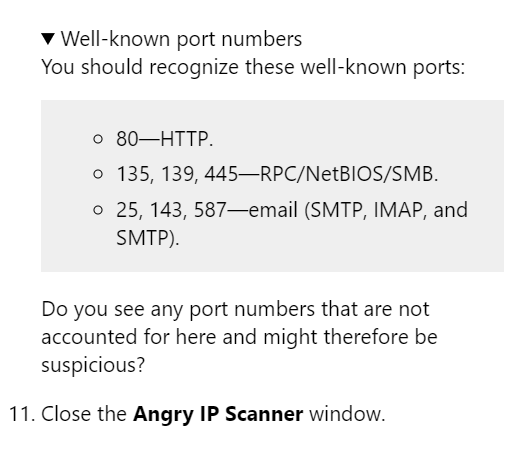 ▼ Well-known port numbers
You should recognize these well-known ports:
○ 80—HTTP.
○ 135, 139, 445—RPC/NetBIOS/SMB.
○ 25, 143, 587—email (SMTP, IMAP, and
SMTP).
Do you see any port numbers that are not
accounted for here and might therefore be
suspicious?
11. Close the Angry IP Scanner window.